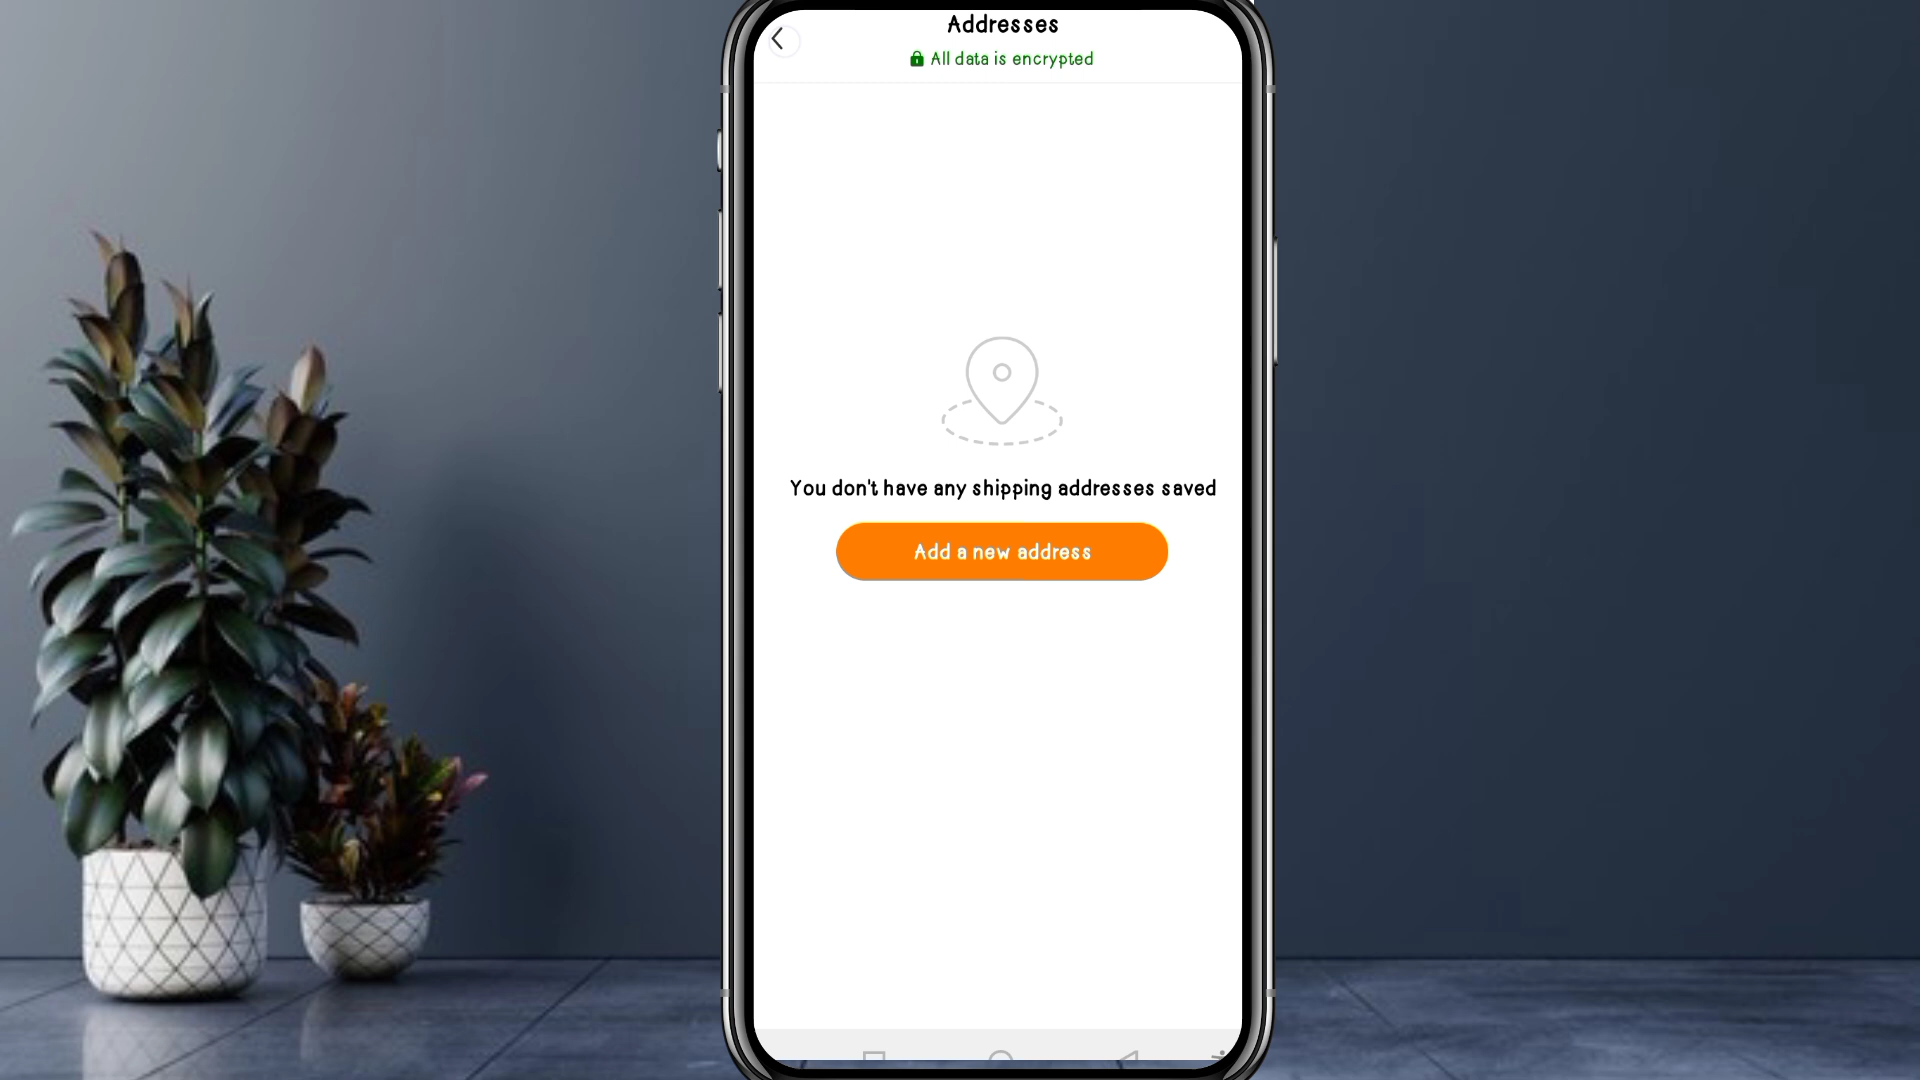 Addresses
All data is encrypted
You don't have any shipping addresses saved
Add a new address